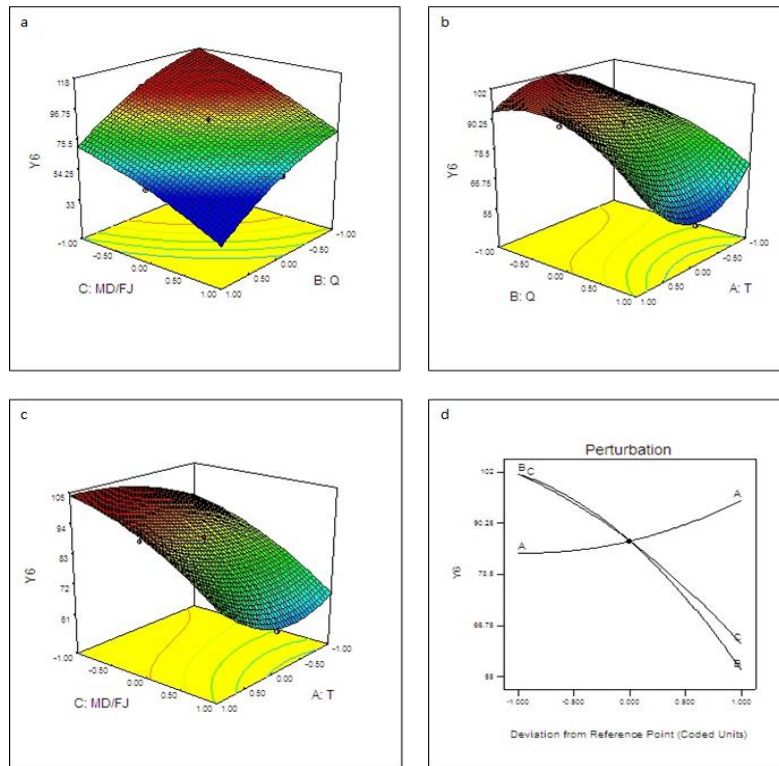 a
118
96.75
75.5
54.25
33
Y6
-1.00
-0.50
0.00
0.50
1.00
C: MD/FJ
-1.00
-0.50
0.00
0.50
1.00
B: Q
b
102
90.25
78.5
66.75
55
Y6
-1.00
-0.50
0.00
0.50
1.00
B: Q
-1.00
-0.50
0.00
0.50
1.00
A: T
c
105
94
83
72
61
Y6
-1.00
-0.50
0.00
0.50
1.00
C: MD/FJ
-1.00
-0.50
0.00
0.50
1.00
A: T
d
Perturbation
102
90.25
78.5
66.75
55
Y6
B C
A
A
C
B
-1.000
-0.500
0.000
0.500
1.000
Deviation from Reference Point (Coded Units)